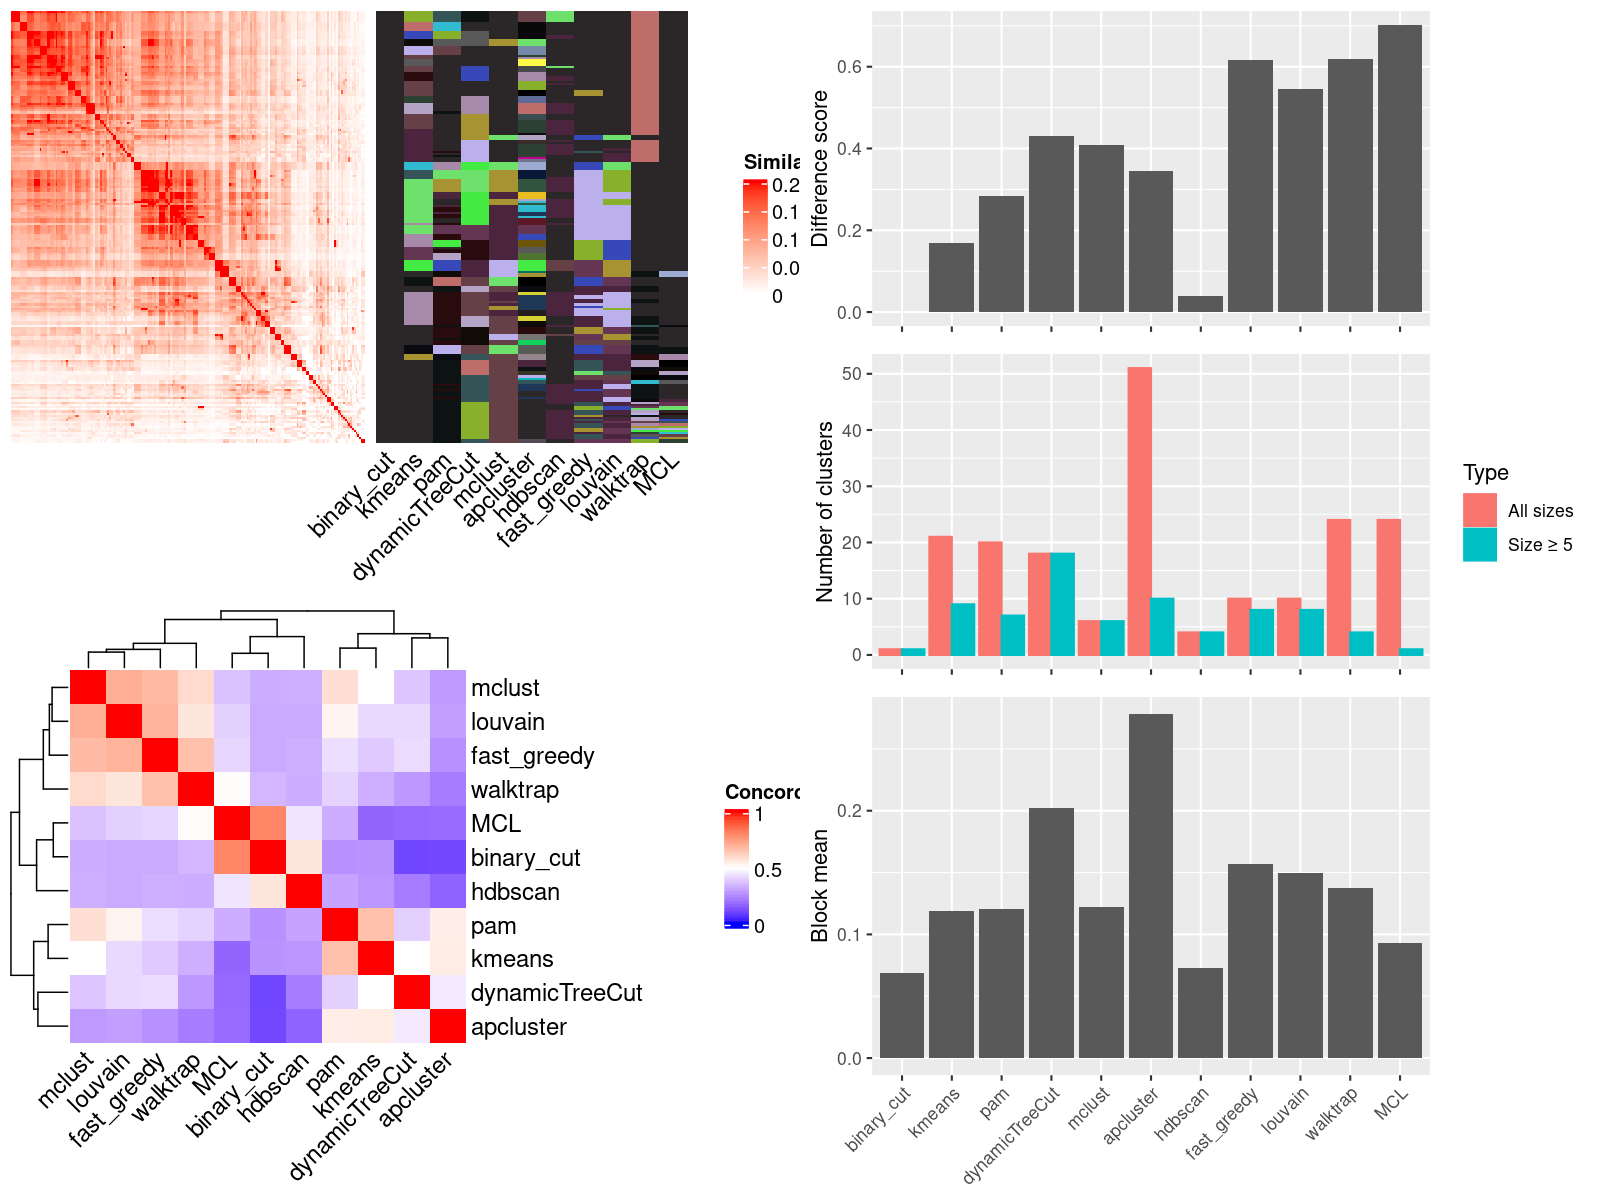 Simila
0.2
0.1
0.1
0.0
0
binary_cut
kmeans
pam
dynamicTreeCut
mclust
apcluster
hdbscan
fast_greedy
louvain
walktrap
MCL
mclust
louvain
fast_greedy
walktrap
MCL
binary_cut
hdbscan
pam
kmeans
dynamicTreeCut
apcluster
mclust
louvain
fast_greedy
walktrap
MCL
binary_cut
hdbscan
pam
kmeans
dynamicTreeCut
apcluster
Concord
1
0.5
0
Difference score
0.6
0.4
0.2
0.0
Number of clusters
50
40
30
20
10
0
Type
All sizes
Size ≥ 5
Block mean
0.2
0.1
0.0
binary_cut
kmeans
pam
dynamicTreeCut
mclust
apcluster
hdbscan
fast_greedy
louvain
walktrap
MCL